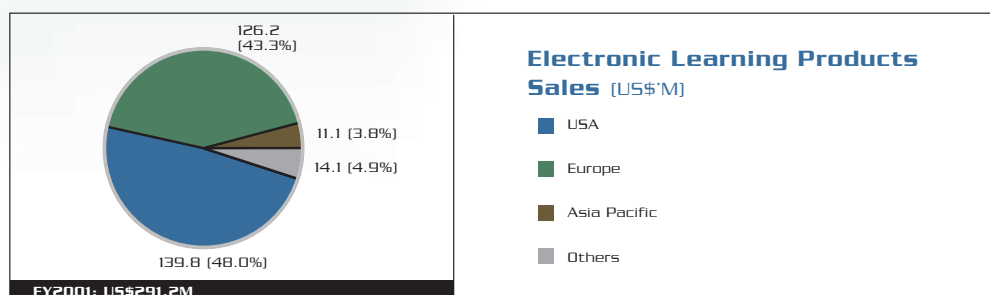 126.2
(43.3%)
11.1 (3.8%)
14.1 (4.9%)
139.8 (48.0%)
FY2001: US$291.2M
Electronic Learning Products
Sales (US$'M)
USA
Europe
Asia Pacific
Others